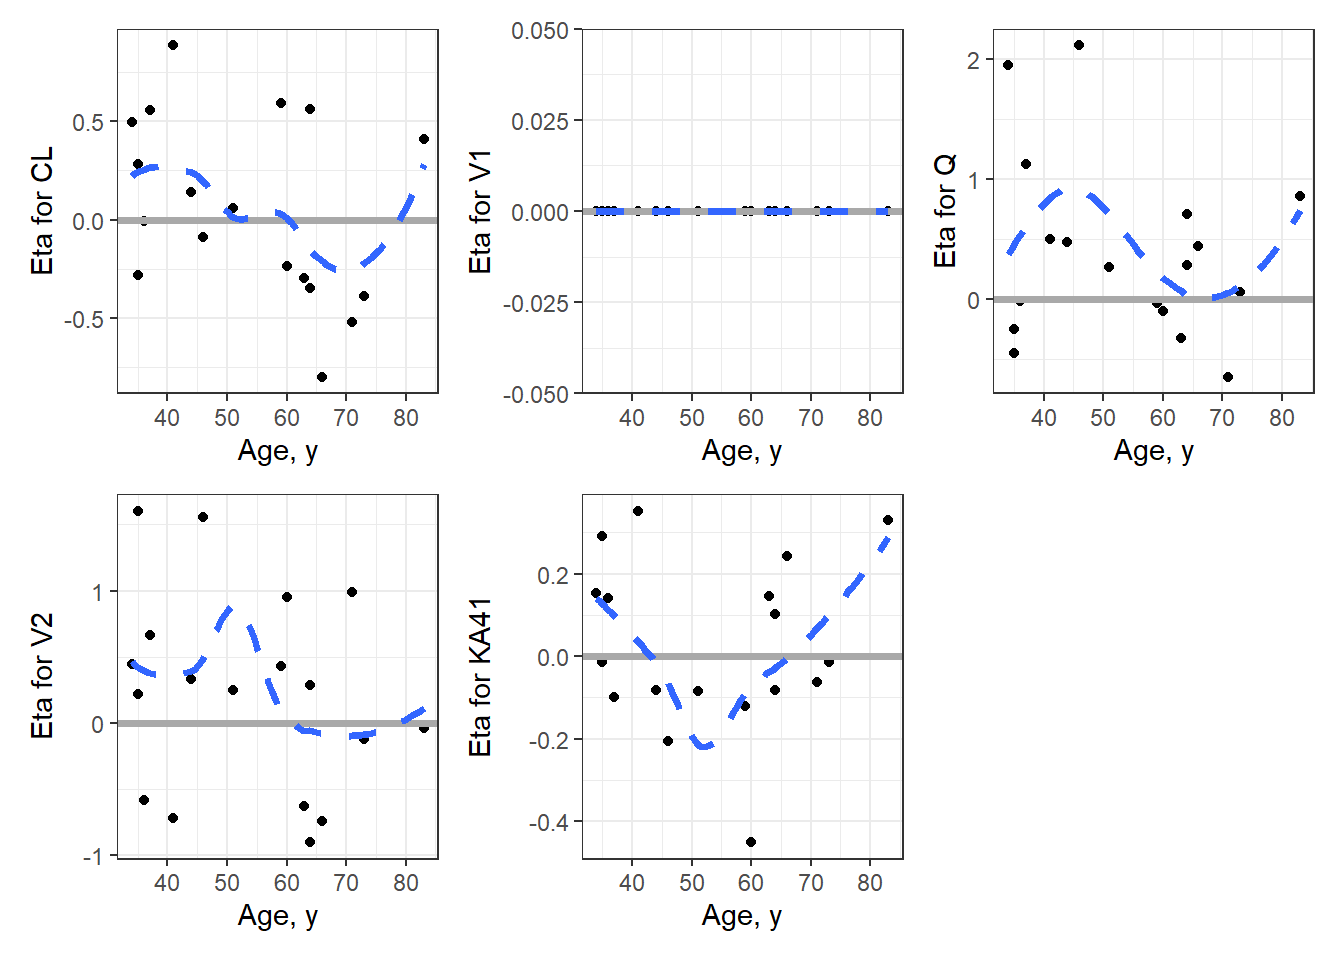 Eta for CL
0.5
0.0
-0.5
40 50 60 70 80
Age, y
Eta for V1
0.050
0.025
0.000
-0.025
-0.050
40 50 60 70 80
Age, y
Eta for Q
2
1
0
40 50 60 70 80
Age, y
Eta for V2
1
0
-1
40 50 60 70 80
Age, y
Eta for KA41
0.2
0.0
-0.2
-0.4
40 50 60 70 80
Age, y